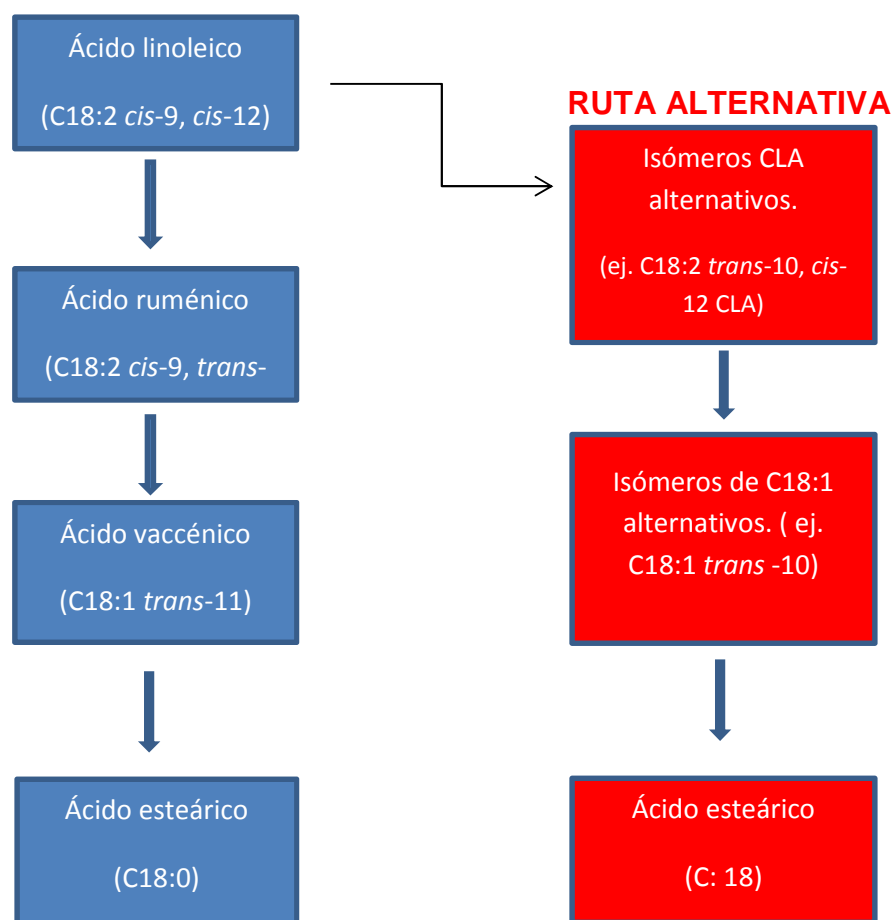 Ácido linoleico
(C18:2 cis-9, cis-12)
Ácido ruménico
(C18:2 cis-9, trans-
Ácido vaccénico
(C18:1 trans-11)
Ácido esteárico
(C18:0)
RUTA ALTERNATIVA
Isómeros CLA
alternativos.
(ej. C18:2 trans-10, cis-
12 CLA)
Isómeros de C18:1
alternativos. ( ej.
C18:1 trans -10)
Ácido esteárico
(C: 18)